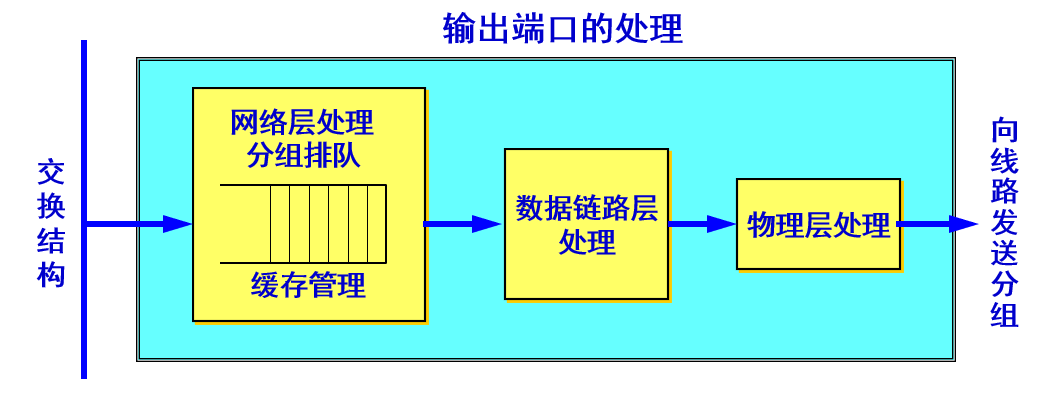 输出端口的处理
交换结构
网络层处理
分组排队
缓存管理
数据链路层
处理
物理层处理
向线路发送分组